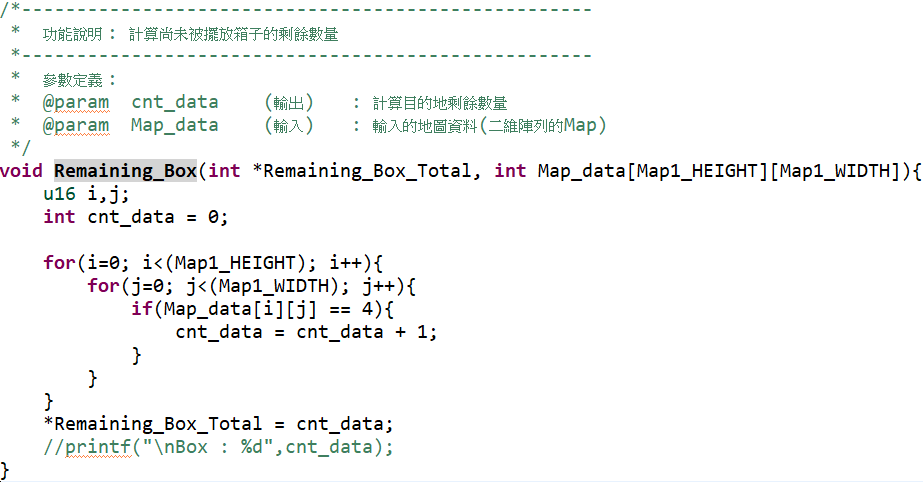 /*----------------------------------------------------
 *  功能說明 : 計算尚未被擺放箱子的剩餘數量
 *----------------------------------------------------
 *  參數定義 :
 *  @param  cnt_data    (輸出)   : 計算目的地剩餘數量
 *  @param  Map_data    (輸入)   : 輸入的地圖資料(二維陣列的Map)
 */
void Remaining_Box(int *Remaining_Box_Total, int Map_data[Map1_HEIGHT][Map1_WIDTH]){
    u16 i,j;
    int cnt_data = 0;

    for(i=0; i<(Map1_HEIGHT); i++){
        for(j=0; j<(Map1_WIDTH); j++){
            if(Map_data[i][j] == 4){
                cnt_data = cnt_data + 1;
            }
        }
    }
    *Remaining_Box_Total = cnt_data;
    //printf("\nBox : %d",cnt_data);
}